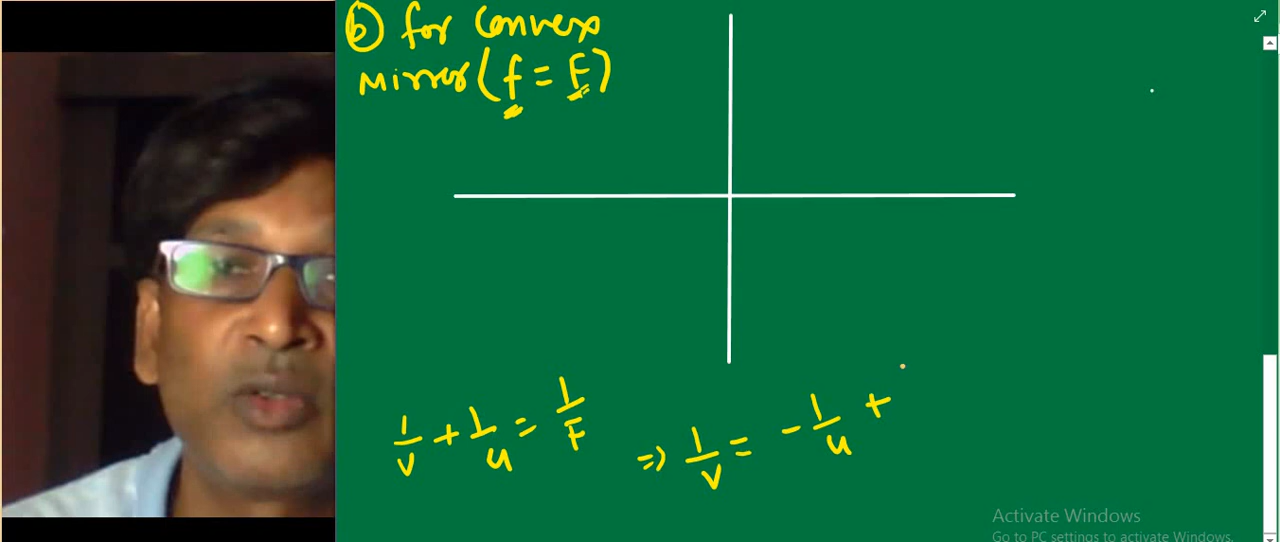 ⓑ for convex
mirror (f = F)
1/v + 1/u = 1/F ⇒ 1/v = - 1/u +
Activate Windows
Go to PC settings to activate Windows.